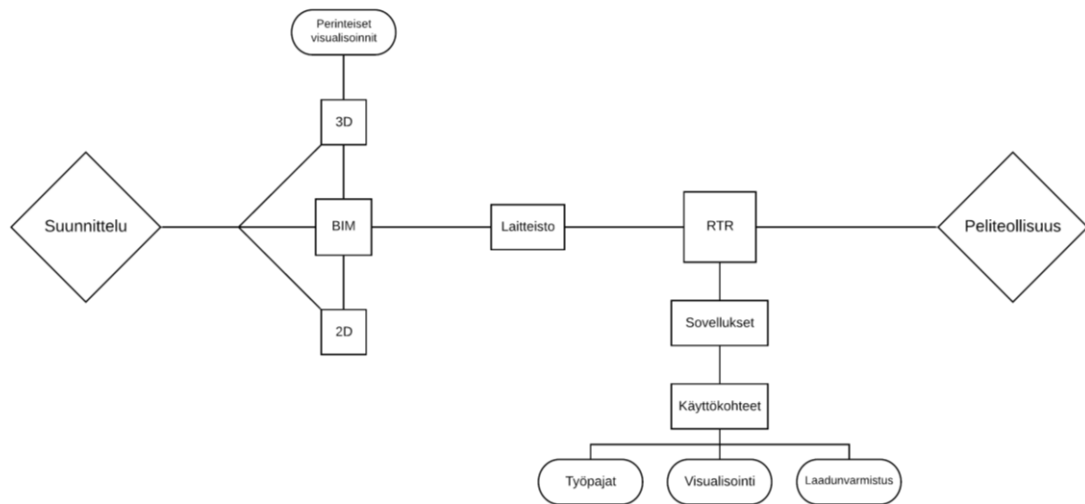 Perinteiset
visualisoinnit
3D
Suunnittelu
BIM
Laitteisto
RTR
Peliteollisuus
2D
Sovellukset
Käyttökohteet
Työpajat
Visualisointi
Laadunvarmistus